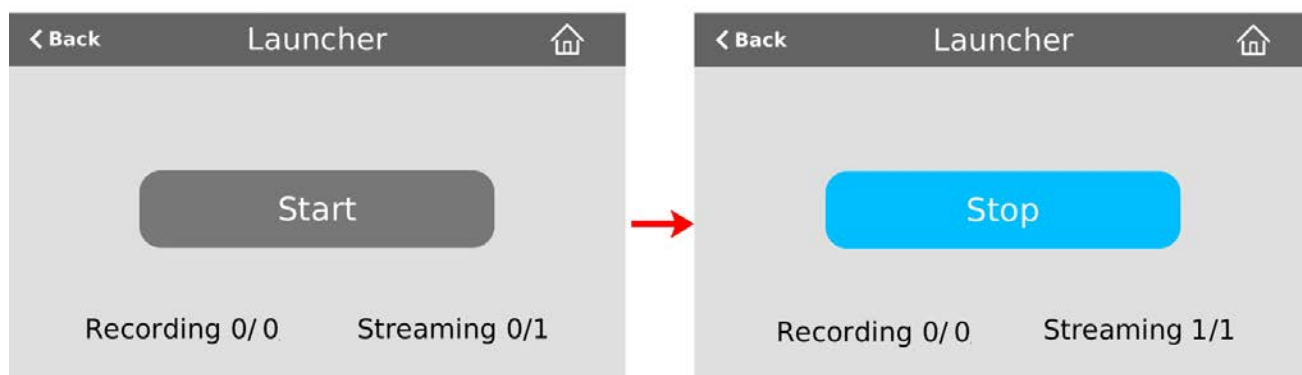 Back Launcher
Start
Recording 0/ 0 Streaming 0/1
Back Launcher
Stop
Recording 0/ 0 Streaming 1/1